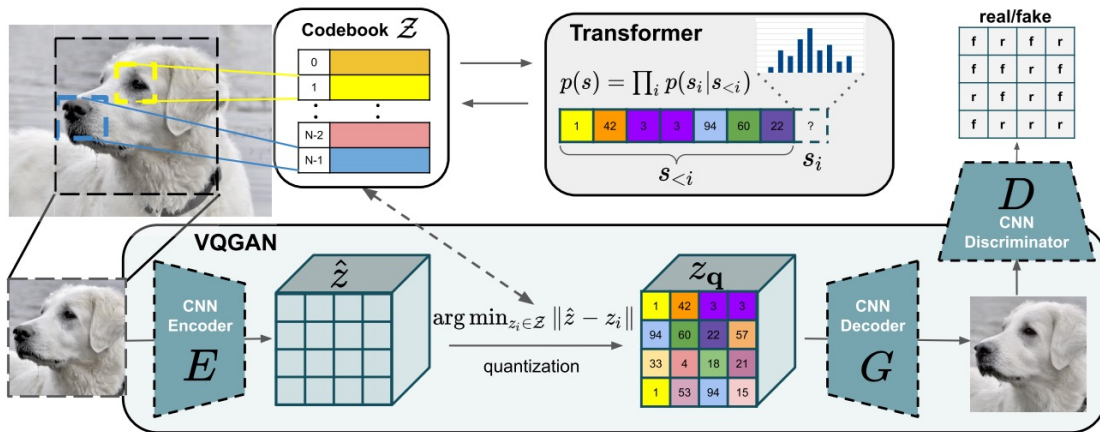 Codebook 𝒵
0
1
N-2
N-1
Transformer
p(s) = ∏ᵢ p(sᵢ|s<ᵢ)
1 42 3 3 94 60 22 ?
s<ᵢ
sᵢ
real/fake
f r f r
f f r r
r f r f
f r r r
D
CNN
Discriminator
VQGAN
CNN
Encoder
E
ẑ
arg min_{zᵢ∈𝒵} ‖ẑ − zᵢ‖
quantization
z_q
1 42 3 3
94 60 22 57
33 4 18 21
1 53 94 15
CNN
Decoder
G